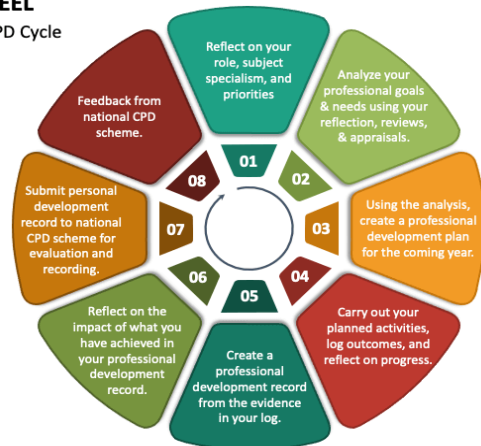 EEL
PD Cycle
Reflect on your
role, subject
specialism, and
priorities
01
Analyze your
professional goals
& needs using your
reflection, reviews,
& appraisals.
02
Using the analysis,
create a professional
development plan
for the coming year.
03
Carry out your
planned activities,
log outcomes, and
reflect on progress.
04
Create a
professional
development record
from the evidence
in your log.
05
Reflect on the
impact of what you
have achieved in
your professional
development
record.
06
Submit personal
development
record to national
CPD scheme for
evaluation and
recording.
07
Feedback from
national CPD
scheme.
08